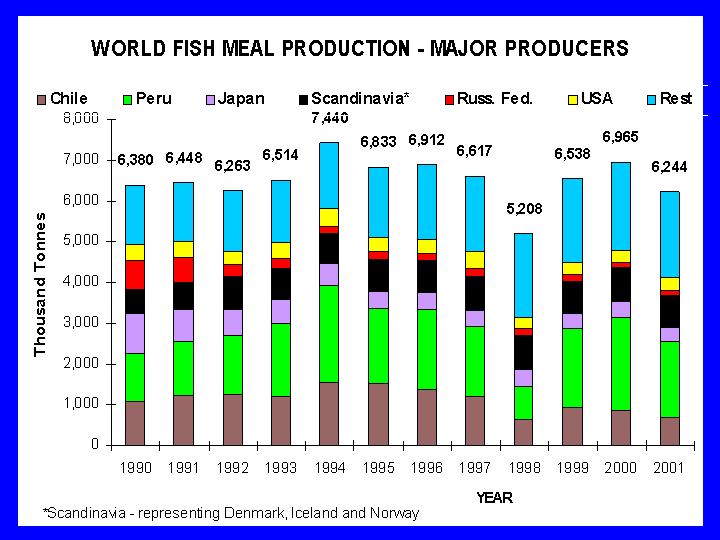 WORLD FISH MEAL PRODUCTION - MAJOR PRODUCERS
Chile Peru Japan Scandinavia* Russ. Fed. USA Rest
8,000
7,000
6,000
5,000
4,000
3,000
2,000
1,000
0
Thousand Tonnes
6,380 6,448 6,263 6,514 7,440 6,833 6,912 6,617 5,208 6,538 6,965 6,244
1990 1991 1992 1993 1994 1995 1996 1997 1998 1999 2000 2001
YEAR
*Scandinavia - representing Denmark, Iceland and Norway